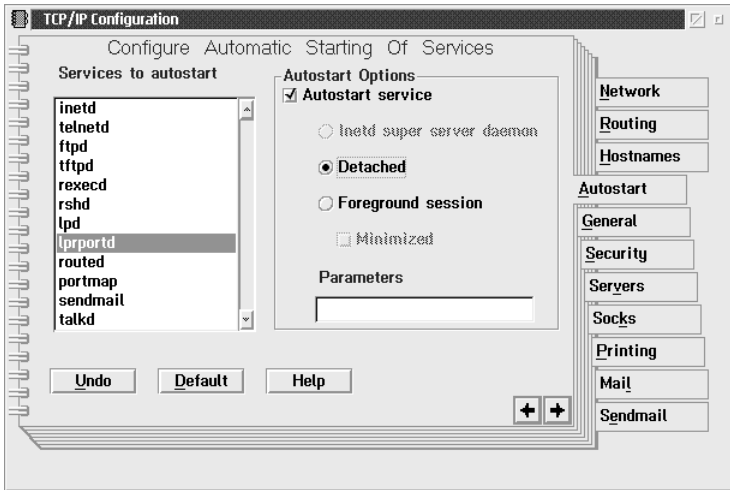 TCP/IP Configuration
Configure Automatic Starting Of Services
Services to autostart
inetd
telnetd
ftpd
tftpd
rexecd
rshd
lpd
lprportd
routed
portmap
sendmail
talkd
Autostart Options
Autostart service
Inetd super server daemon
Detached
Foreground session
Minimized
Parameters
Undo
Default
Help
Network
Routing
Hostnames
Autostart
General
Security
Servers
Socks
Printing
Mail
Sendmail